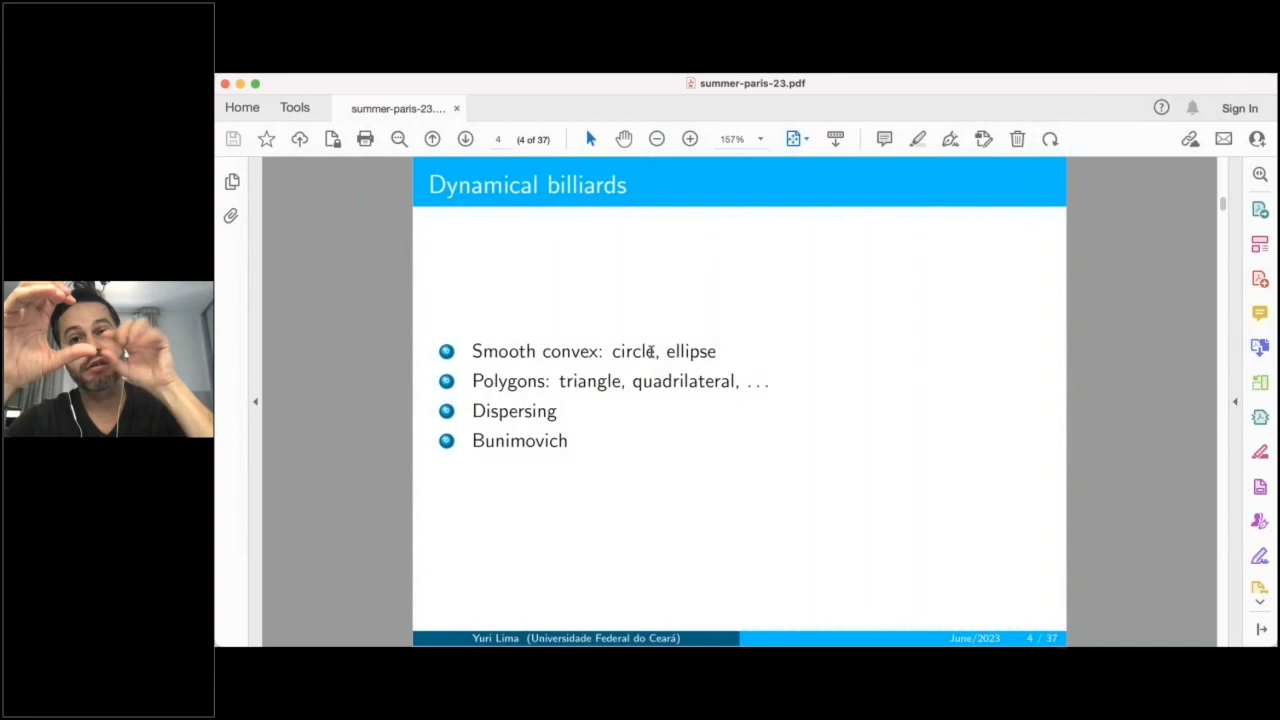 summer-paris-23.pdf
Home
Tools
summer-paris-23....
×
Sign In
4
(4 of 37)
157%
Dynamical billiards
Smooth convex: circle, ellipse
Polygons: triangle, quadrilateral, ...
Dispersing
Bunimovich
Yuri Lima (Universidade Federal do Ceará)
June/2023
4 / 37